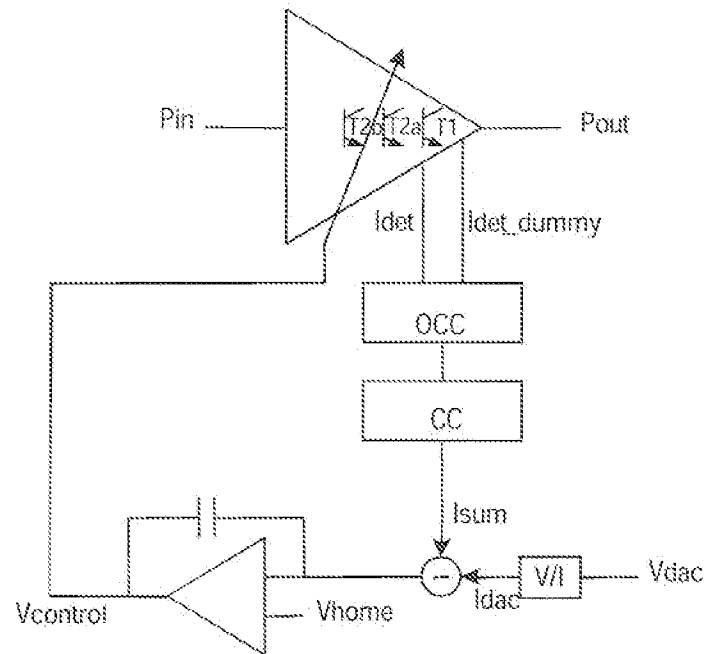 Pin
T2b
T2a
T1
Pout
Idet
Idet_dummy
OCC
CC
Isum
V/I
Vdac
Idac
Vcontrol
Vhome